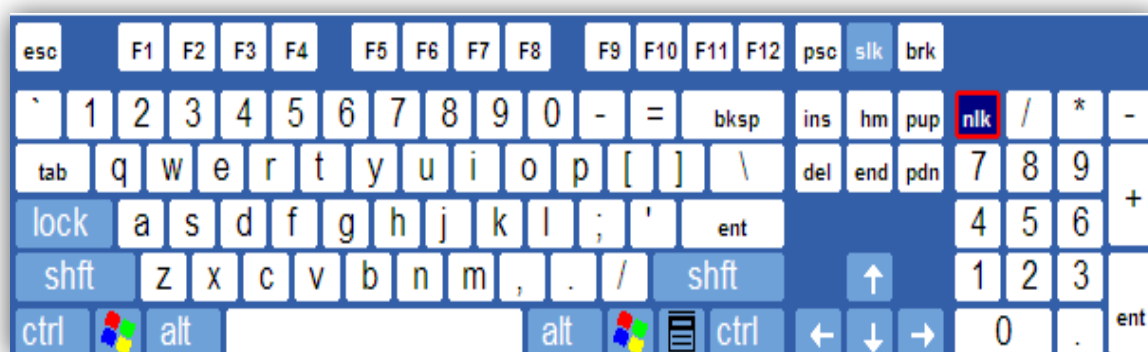 esc F1 F2 F3 F4 F5 F6 F7 F8 F9 F10 F11 F12 psc slk brk
` 1 2 3 4 5 6 7 8 9 0 - = bksp ins hm pup nlk / * -
tab q w e r t y u i o p [ ] \ del end pdn 7 8 9 +
lock a s d f g h j k l ; ' ent 4 5 6
shft z x c v b n m , . / shft ↑ 1 2 3 ent
ctrl alt alt ctrl ← ↓ → 0 .